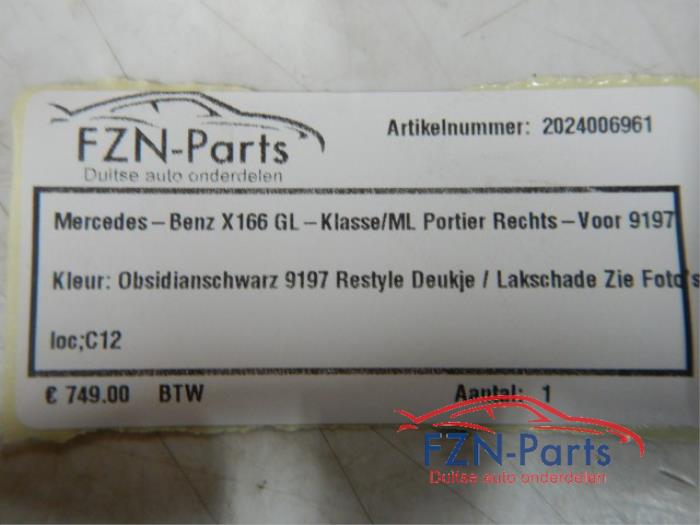 FZN-Parts
Duitse auto onderdelen
Artikelnummer: 2024006961
Mercedes-Benz X166 GL-Klasse/ML Portier Rechts-Voor 9197
Kleur: Obsidianschwarz 9197 Restyle Deukje / Lakschade Zie Foto's
loc;C12
€ 749.00 BTW Aantal: 1
FZN-Parts
Duitse auto onderdelen